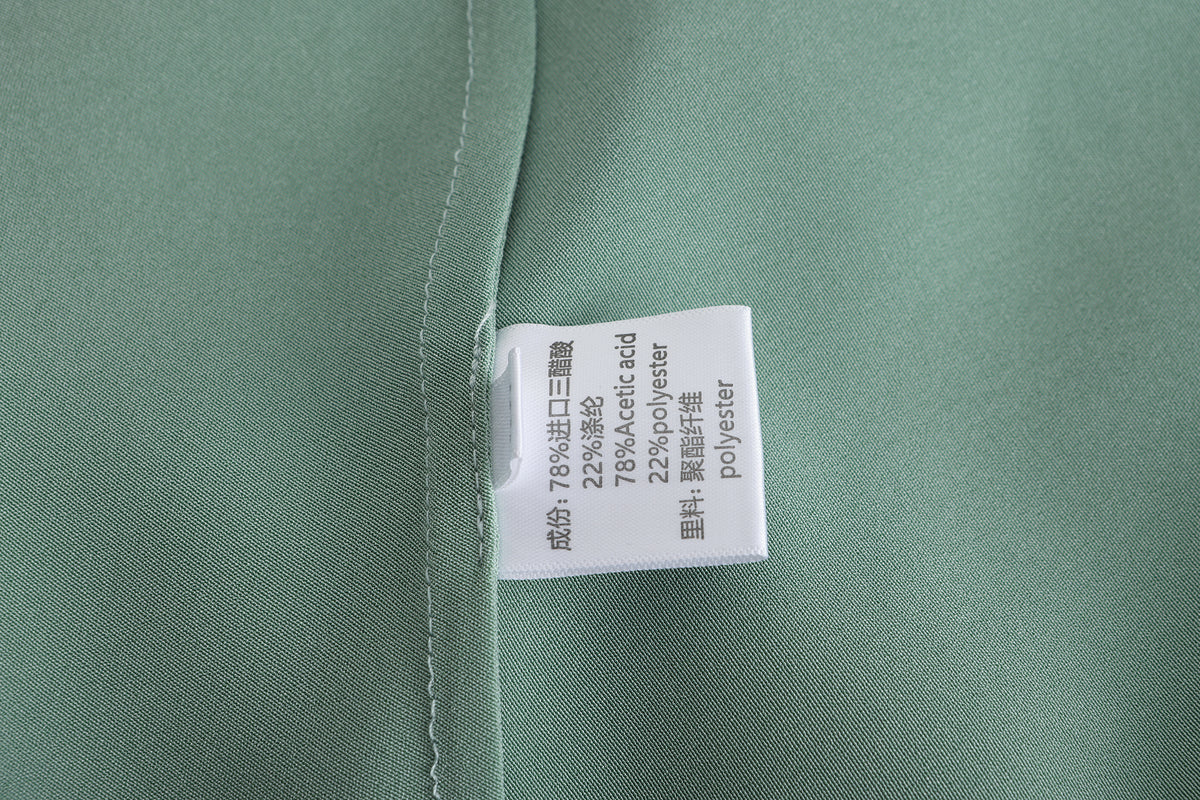 成份：78%进口三醋酸
22%涤纶
78%Acetic acid
22%polyester
里料：聚酯纤维
polyester